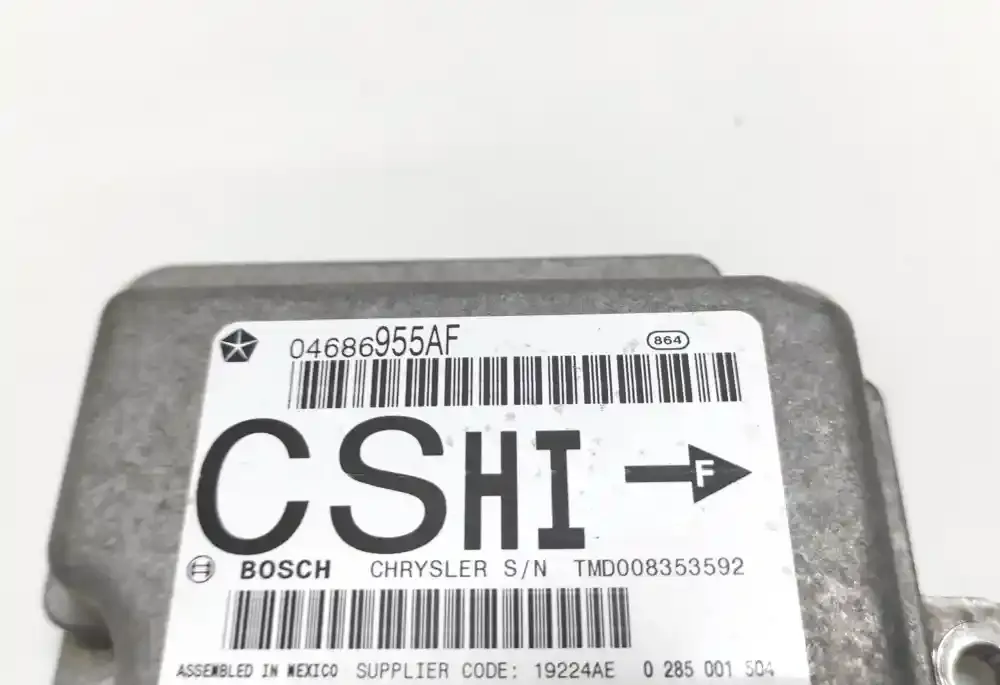 04686955AF 864
CSHI F
BOSCH CHRYSLER S/N TMD008353592
ASSEMBLED IN MEXICO SUPPLIER CODE: 19224AE 0 285 001 504